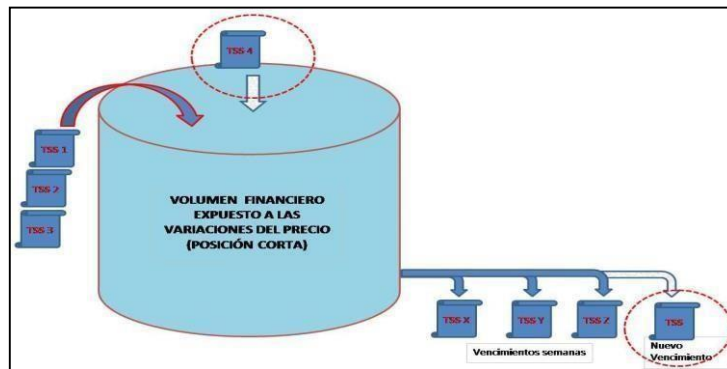 TSS 4
TSS 1
TSS 2
TSS 3
VOLUMEN FINANCIERO
EXPUESTO A LAS
VARIACIONES DEL PRECIO
(POSICIÓN CORTA)
TSS X
TSS Y
TSS Z
TSS
Vencimientos semanas
Nuevo
Vencimiento